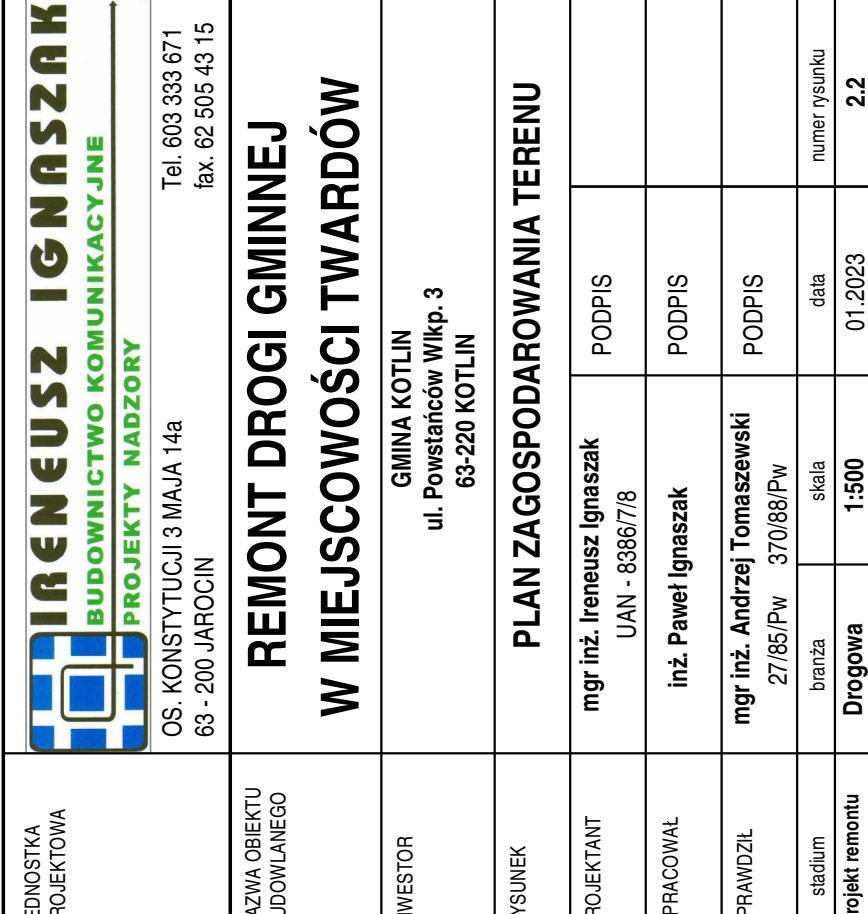 EDNOSTKA
ROJEKTOWA
IRENEUSZ IGNASZAK
BUDOWNICTWO KOMUNIKACYJNE
PROJEKTY NADZORY
OS. KONSTYTUCJI 3 MAJA 14a Tel. 603 333 671
63 - 200 JAROCIN fax. 62 505 43 15
AZWA OBIEKTU
UDOWLANEGO
REMONT DROGI GMINNEJ
W MIEJSCOWOŚCI TWARDÓW
NWESTOR
GMINA KOTLIN
ul. Powstańców Wlkp. 3
63-220 KOTLIN
YSUNEK
PLAN ZAGOSPODAROWANIA TERENU
ROJEKTANT
mgr inż. Ireneusz Ignaszak
UAN - 8386/7/8
PODPIS
PRACOWAŁ
inż. Paweł Ignaszak
PODPIS
PRAWDZIŁ
mgr inż. Andrzej Tomaszewski
27/85/Pw 370/88/Pw
PODPIS
stadium branża skala data numer rysunku
rojekt remontu Drogowa 1:500 01.2023 2.2